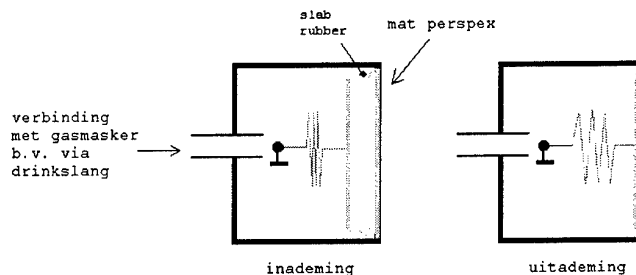 slab
rubber
mat perspex
verbinding
met gasmasker
b.v. via
drinkslang
inademing
uitademing